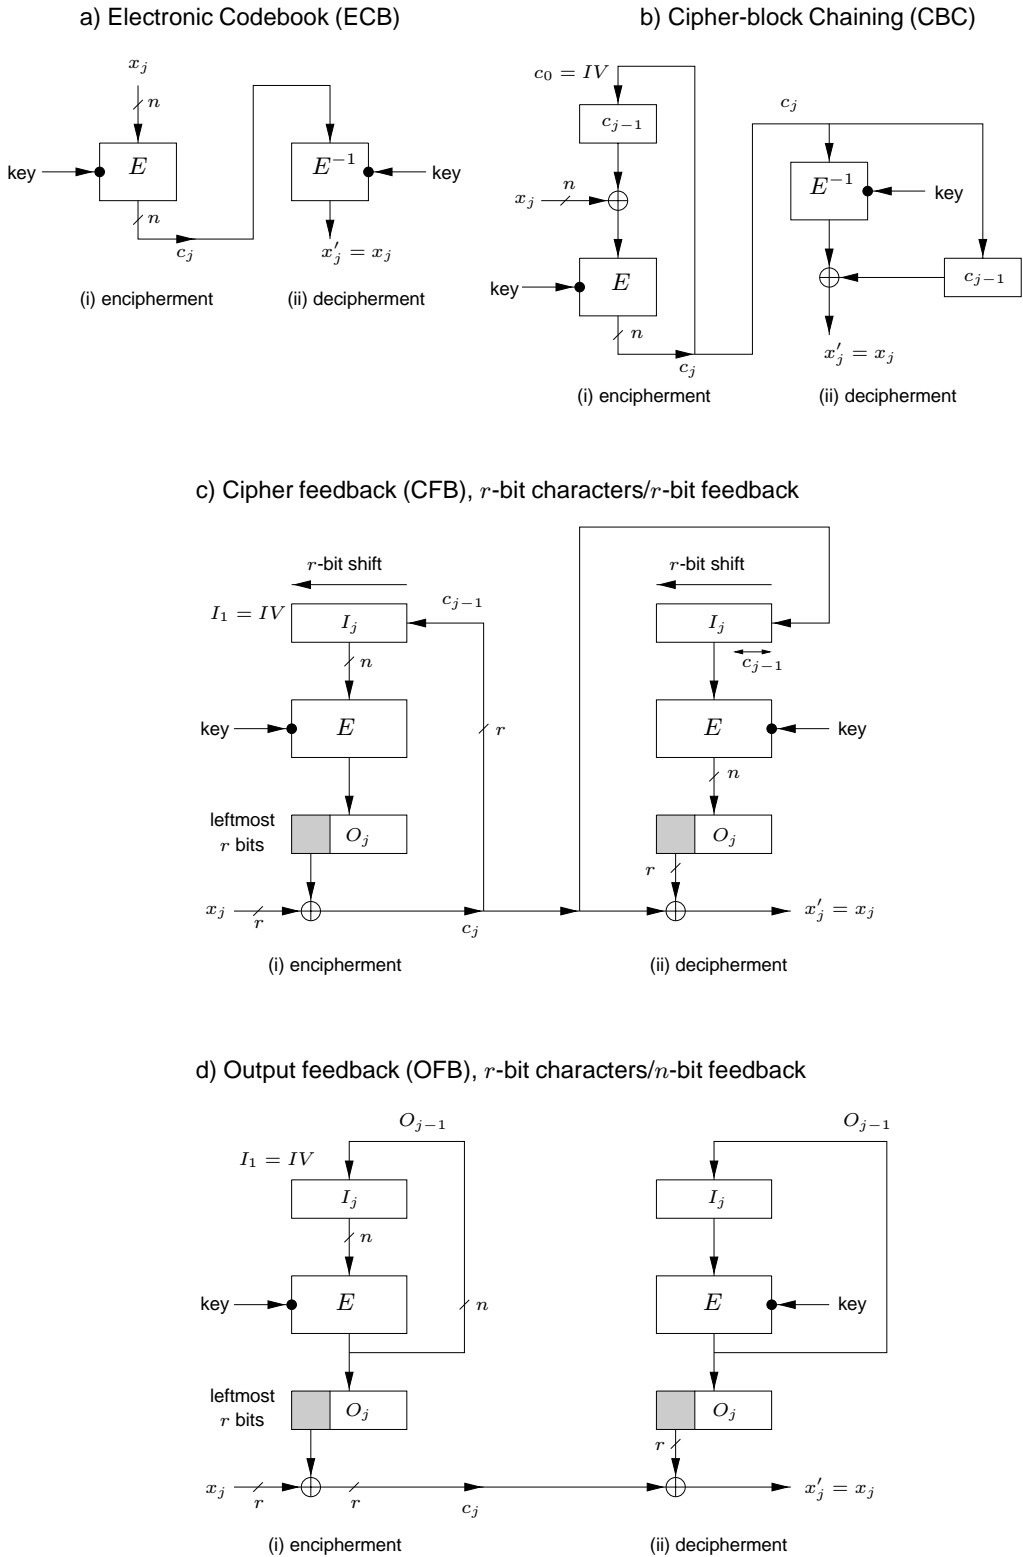 a) Electronic Codebook (ECB)
x_j
n
key
E
n
c_j
E^{-1}
key
x'_j = x_j
(i) encipherment
(ii) decipherment
b) Cipher-block Chaining (CBC)
c_0 = IV
c_{j-1}
x_j
n
key
E
n
c_j
c_j
E^{-1}
key
c_{j-1}
x'_j = x_j
(i) encipherment
(ii) decipherment
c) Cipher feedback (CFB), r-bit characters/r-bit feedback
r-bit shift
I_1 = IV
I_j
c_{j-1}
n
key
E
r
leftmost
r bits
O_j
x_j
r
c_j
(i) encipherment
r-bit shift
I_j
c_{j-1}
E
key
n
O_j
r
x'_j = x_j
(ii) decipherment
d) Output feedback (OFB), r-bit characters/n-bit feedback
O_{j-1}
I_1 = IV
I_j
n
key
E
n
leftmost
r bits
O_j
x_j
r
r
c_j
(i) encipherment
O_{j-1}
I_j
E
key
O_j
r
x'_j = x_j
(ii) decipherment